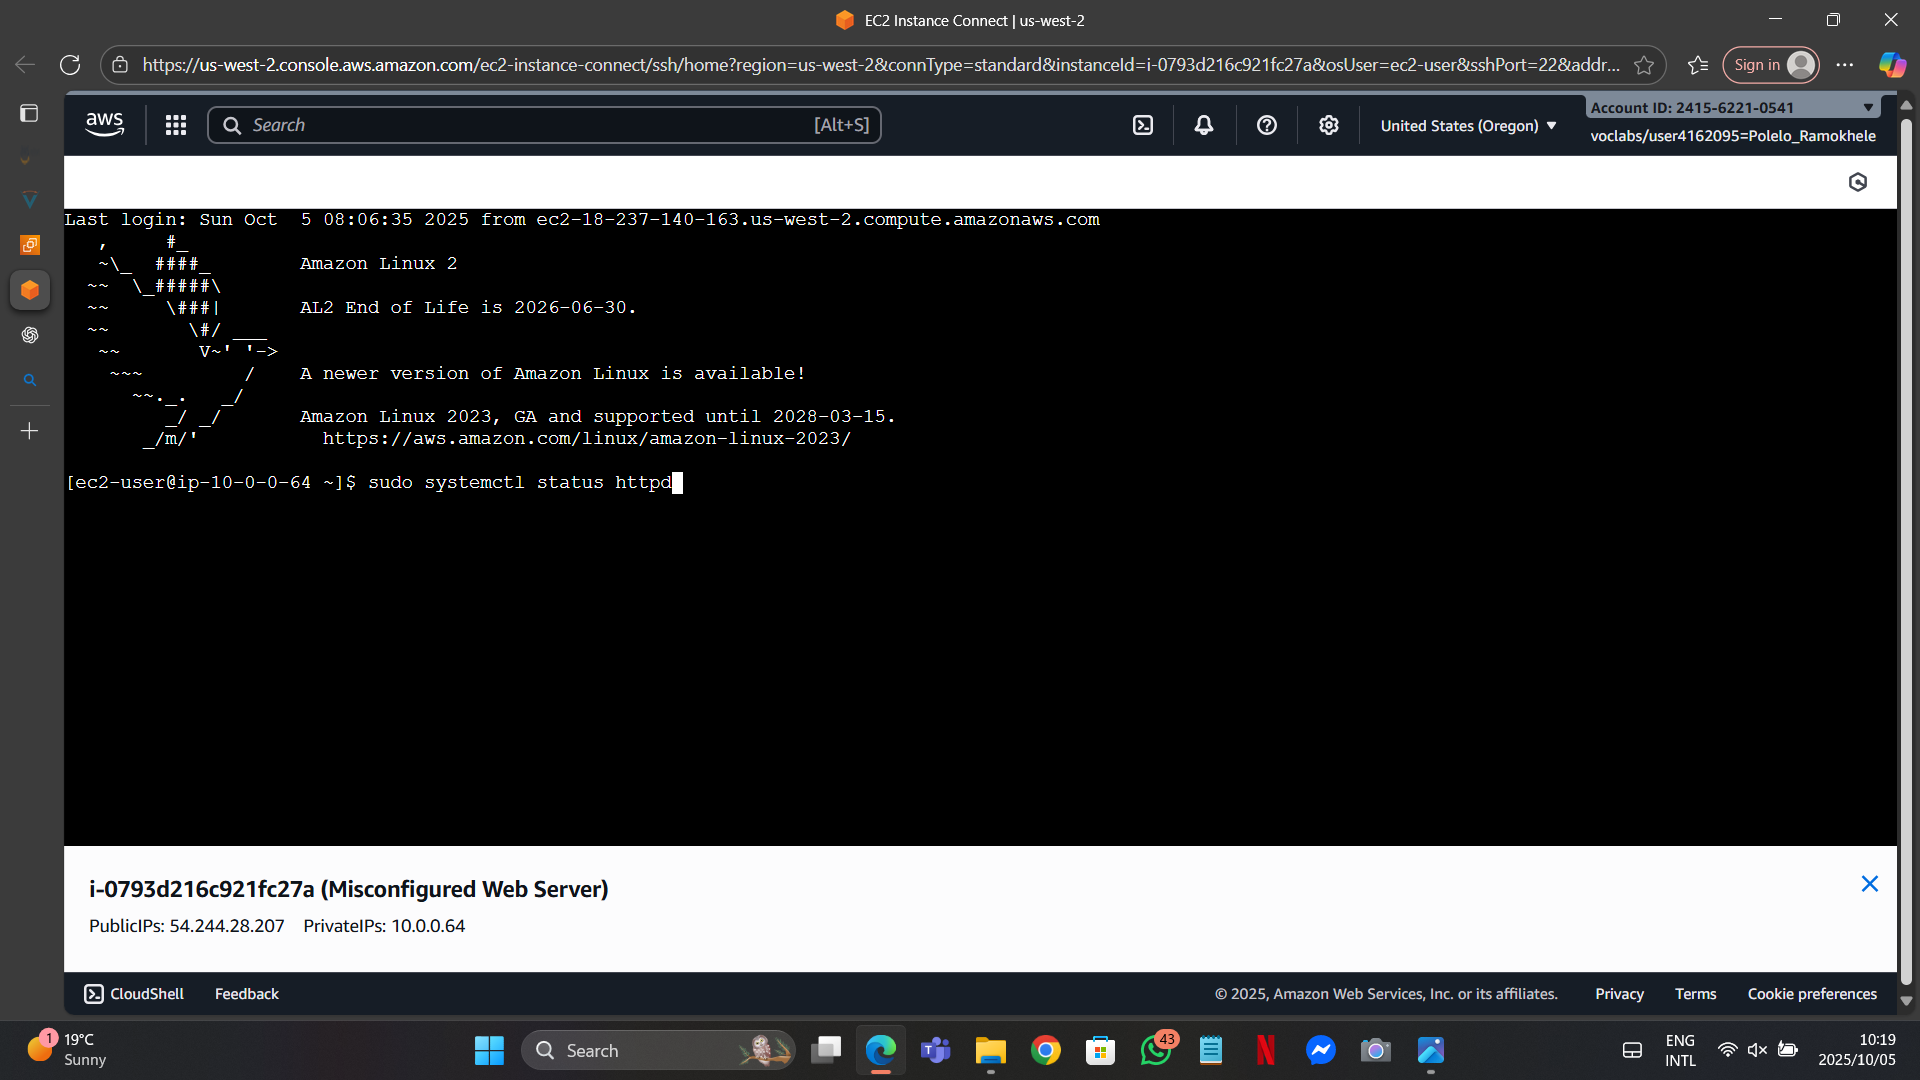 EC2 Instance Connect | us-west-2
https://us-west-2.console.aws.amazon.com/ec2-instance-connect/ssh/home?region=us-west-2&connType=standard&instanceId=i-0793d216c921fc27a&osUser=ec2-user&sshPort=22&addr...
Sign in
aws
Search
[Alt+S]
United States (Oregon)
Account ID: 2415-6221-0541
voclabs/user4162095=Polelo_Ramokhele
Last login: Sun Oct  5 08:06:35 2025 from ec2-18-237-140-163.us-west-2.compute.amazonaws.com
   ,     #_
   ~\_  ####_        Amazon Linux 2
  ~~  \_#####\
  ~~     \###|       AL2 End of Life is 2026-06-30.
  ~~       \#/ ___
   ~~       V~' '->
    ~~~         /    A newer version of Amazon Linux is available!
      ~~._.   _/
         _/ _/       Amazon Linux 2023, GA and supported until 2028-03-15.
       _/m/'           https://aws.amazon.com/linux/amazon-linux-2023/
[ec2-user@ip-10-0-0-64 ~]$ sudo systemctl status httpd
i-0793d216c921fc27a (Misconfigured Web Server)
PublicIPs: 54.244.28.207 PrivateIPs: 10.0.0.64
CloudShell
Feedback
© 2025, Amazon Web Services, Inc. or its affiliates.
Privacy
Terms
Cookie preferences
1
19°C
Sunny
Search
43
ENG
INTL
10:19
2025/10/05